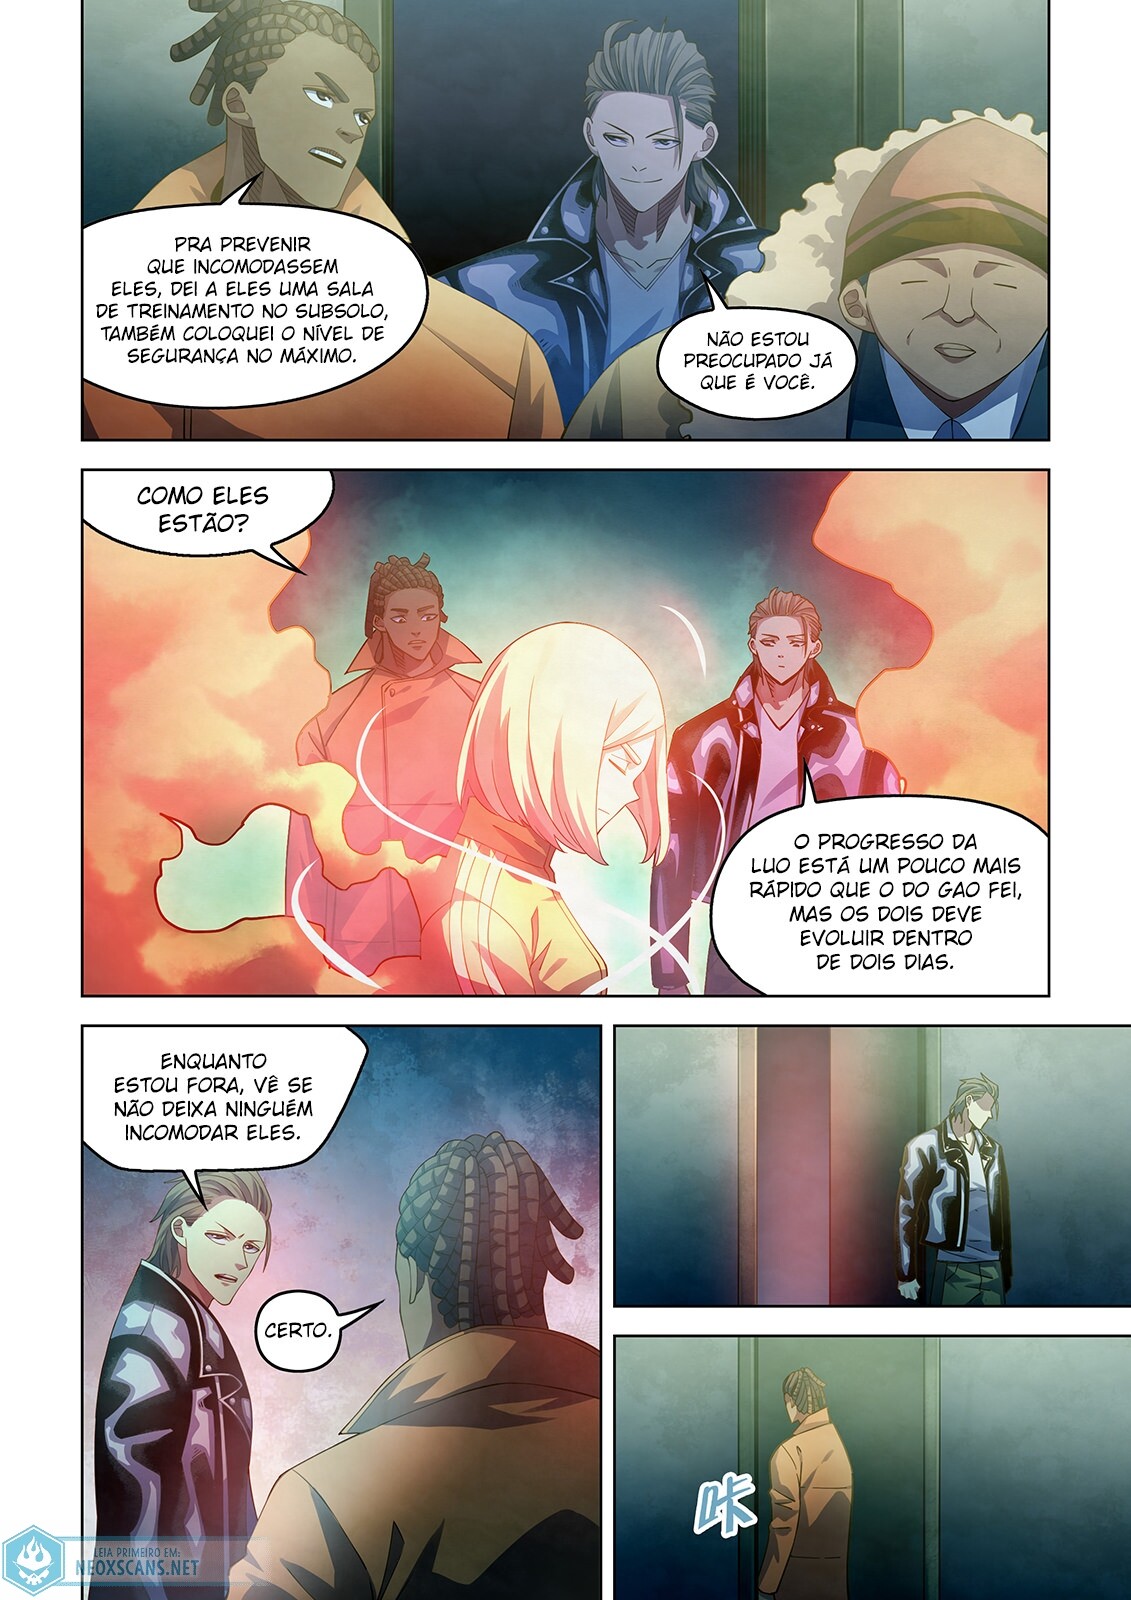 PRA PREVENIR
QUE INCOMODASSEM
ELES, DEI A ELES UMA SALA
DE TREINAMENTO NO SUBSOLO,
TAMBÉM COLOQUEI O NÍVEL DE
SEGURANÇA NO MÁXIMO.
NÃO ESTOU
PREOCUPADO JÁ
QUE É VOCÊ.
COMO ELES
ESTÃO?
O PROGRESSO DA
LUO ESTÁ UM POUCO MAIS
RÁPIDO QUE O DO GAO FEI,
MAS OS DOIS DEVE
EVOLUIR DENTRO
DE DOIS DIAS.
ENQUANTO
ESTOU FORA, VÊ SE
NÃO DEIXA NINGUÉM
INCOMODAR ELES.
CERTO.
咔
LEIA PRIMEIRO EM:
NEOXSCANS.NET